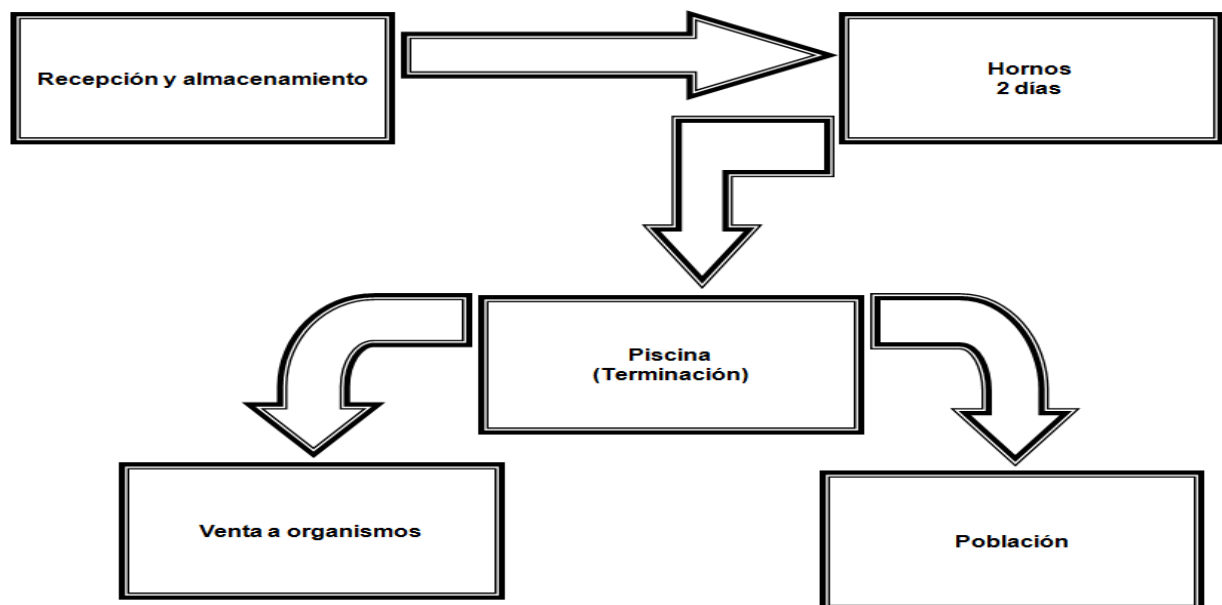 Recepción y almacenamiento
Hornos
2 días
Piscina
(Terminación)
Venta a organismos
Población